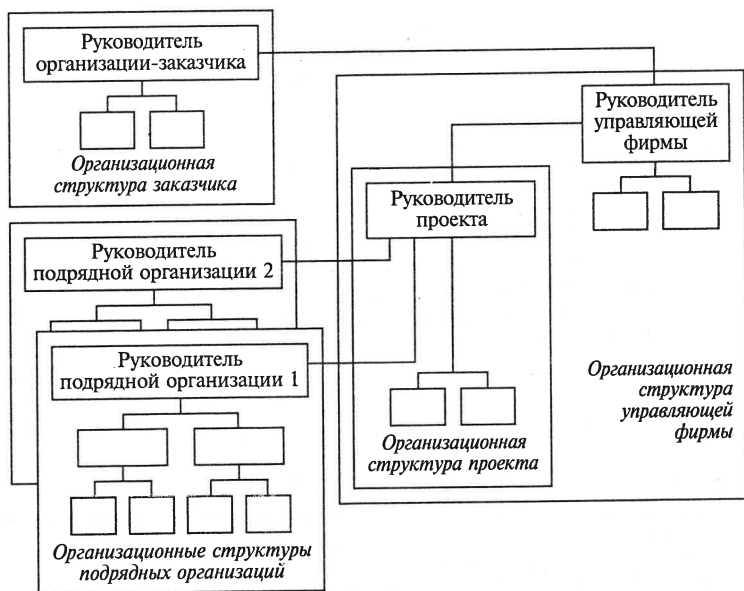 Руководитель
организации-заказчика
Организационная
структура заказчика
Руководитель
управляющей
фирмы
Руководитель
проекта
Руководитель
подрядной организации 2
Руководитель
подрядной организации 1
Организационная
структура
управляющей
фирмы
Организационная
структура проекта
Организационные структуры
подрядных организаций